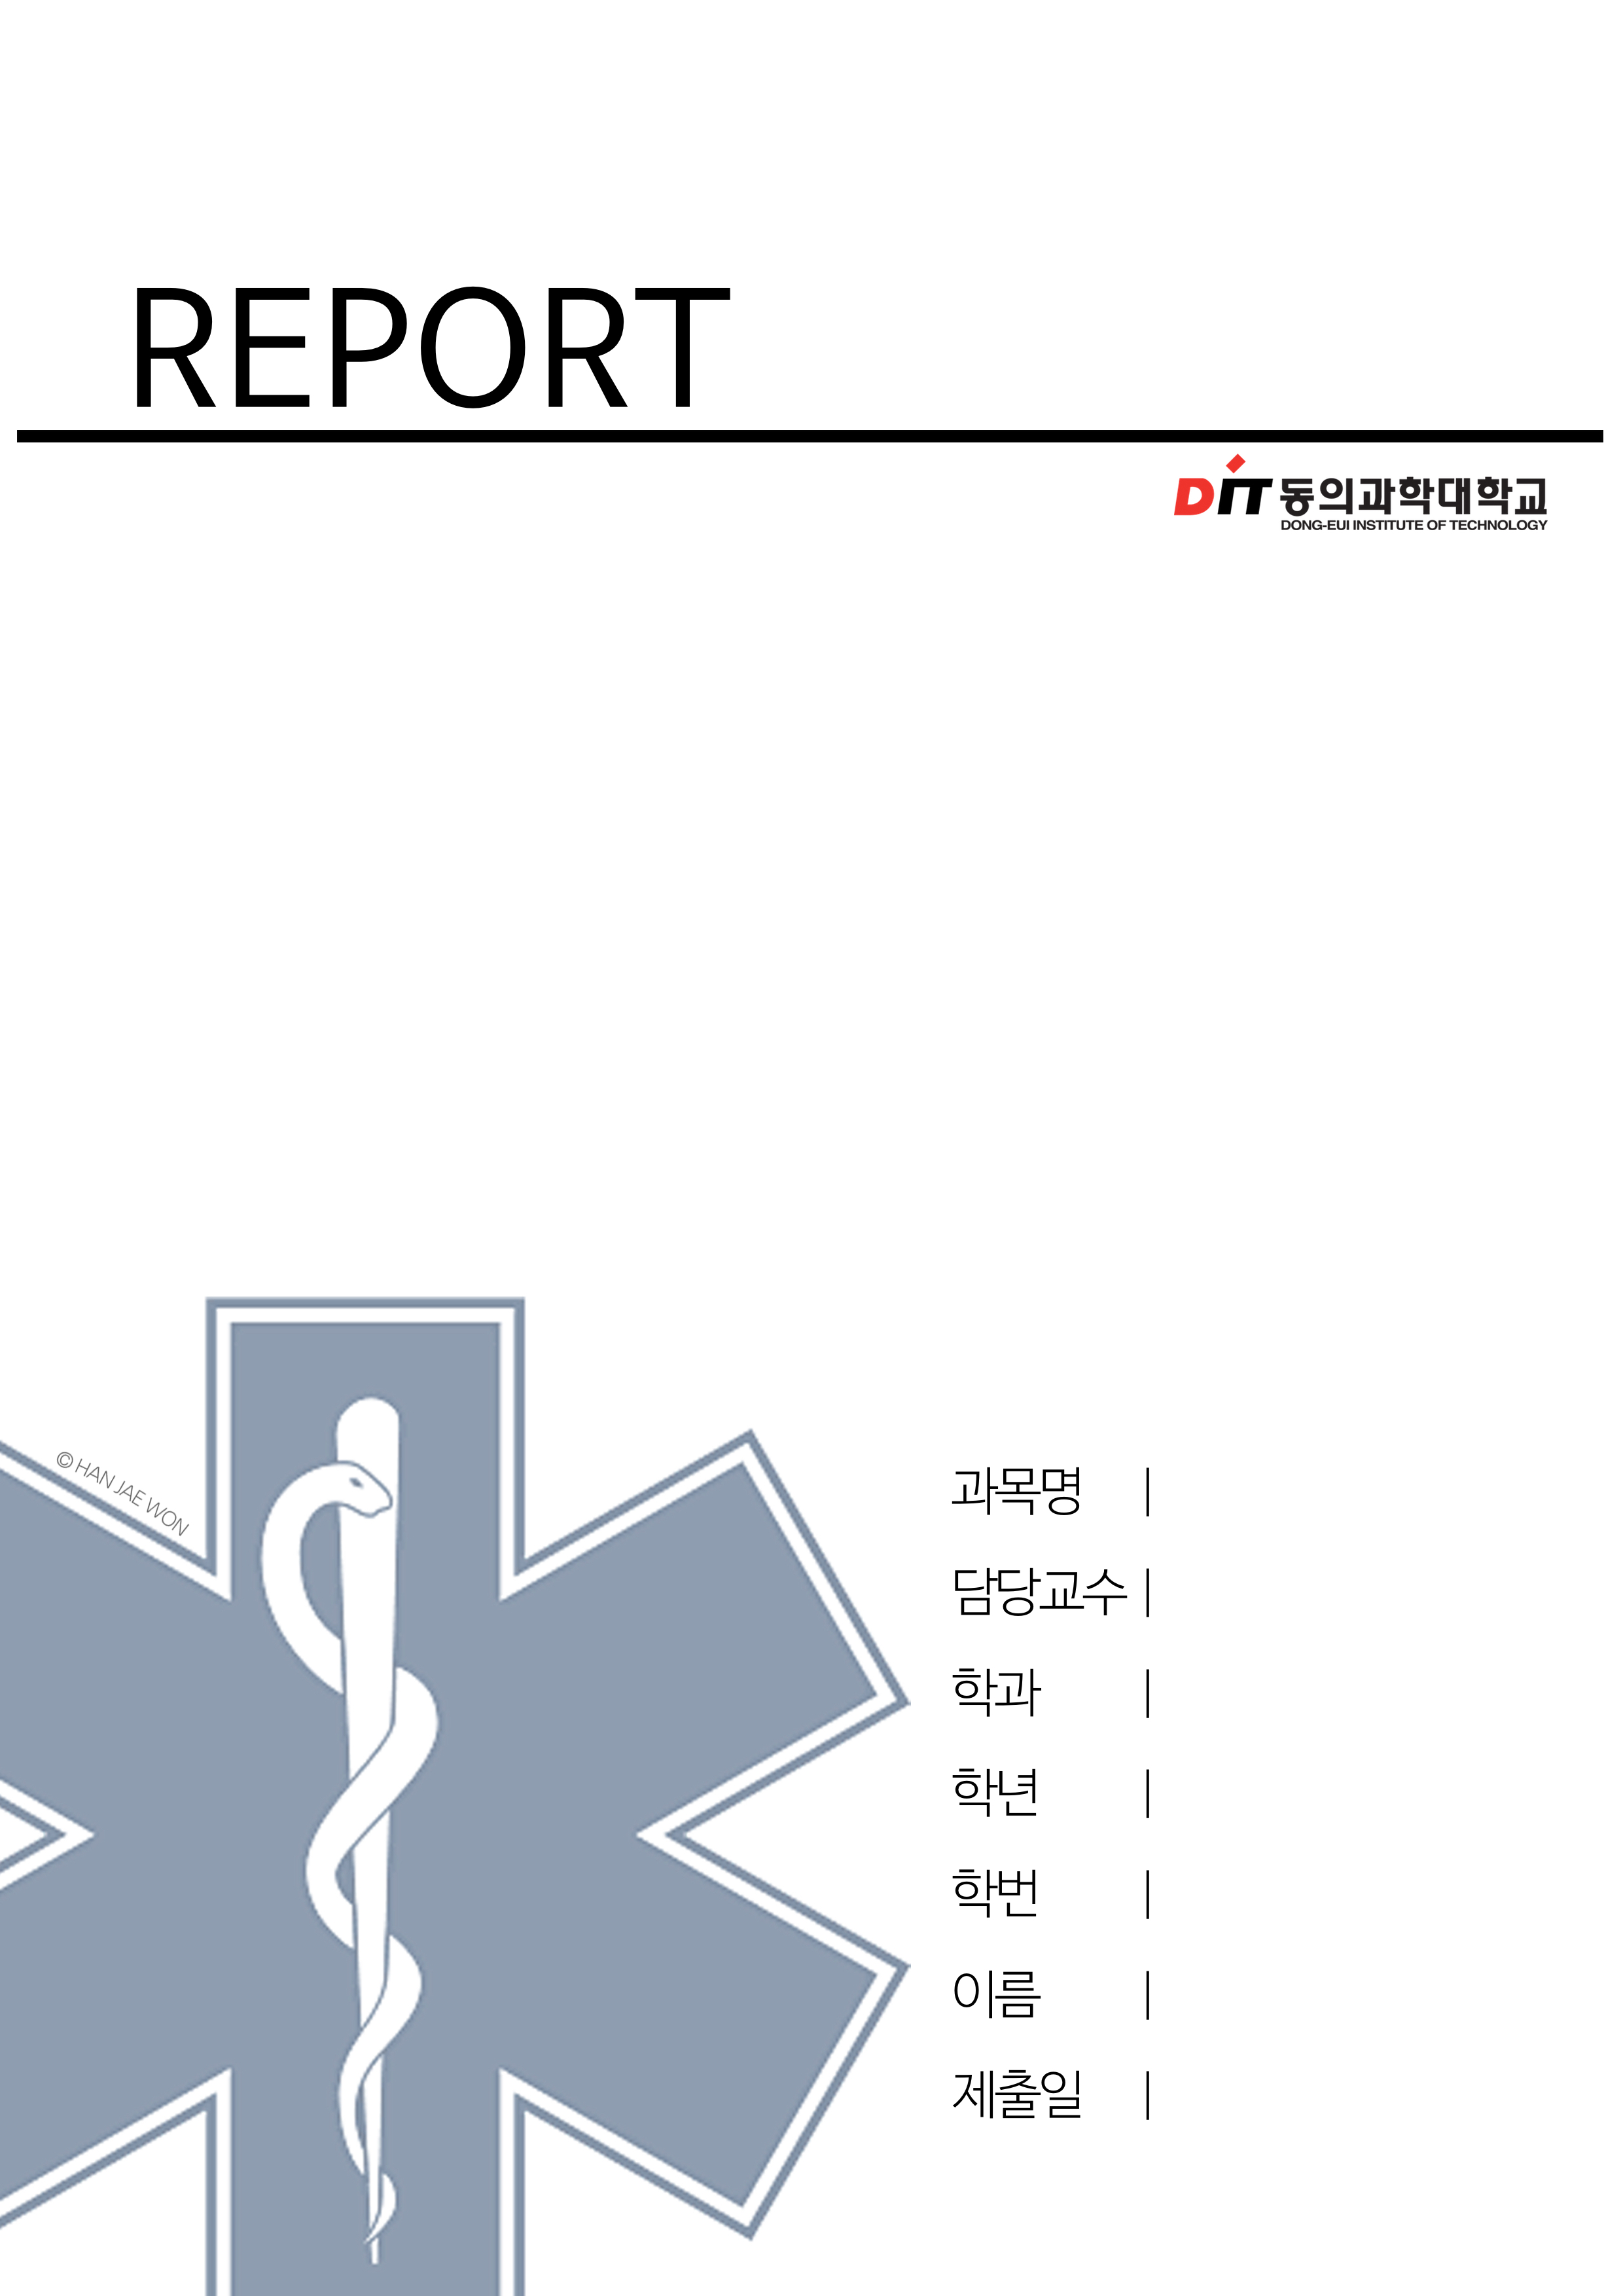 REPORT
DIT 동의과학대학교
DONG-EUI INSTITUTE OF TECHNOLOGY
© HAN JAE WON
과목명 |
담당교수 |
학과 |
학년 |
학번 |
이름 |
제출일 |